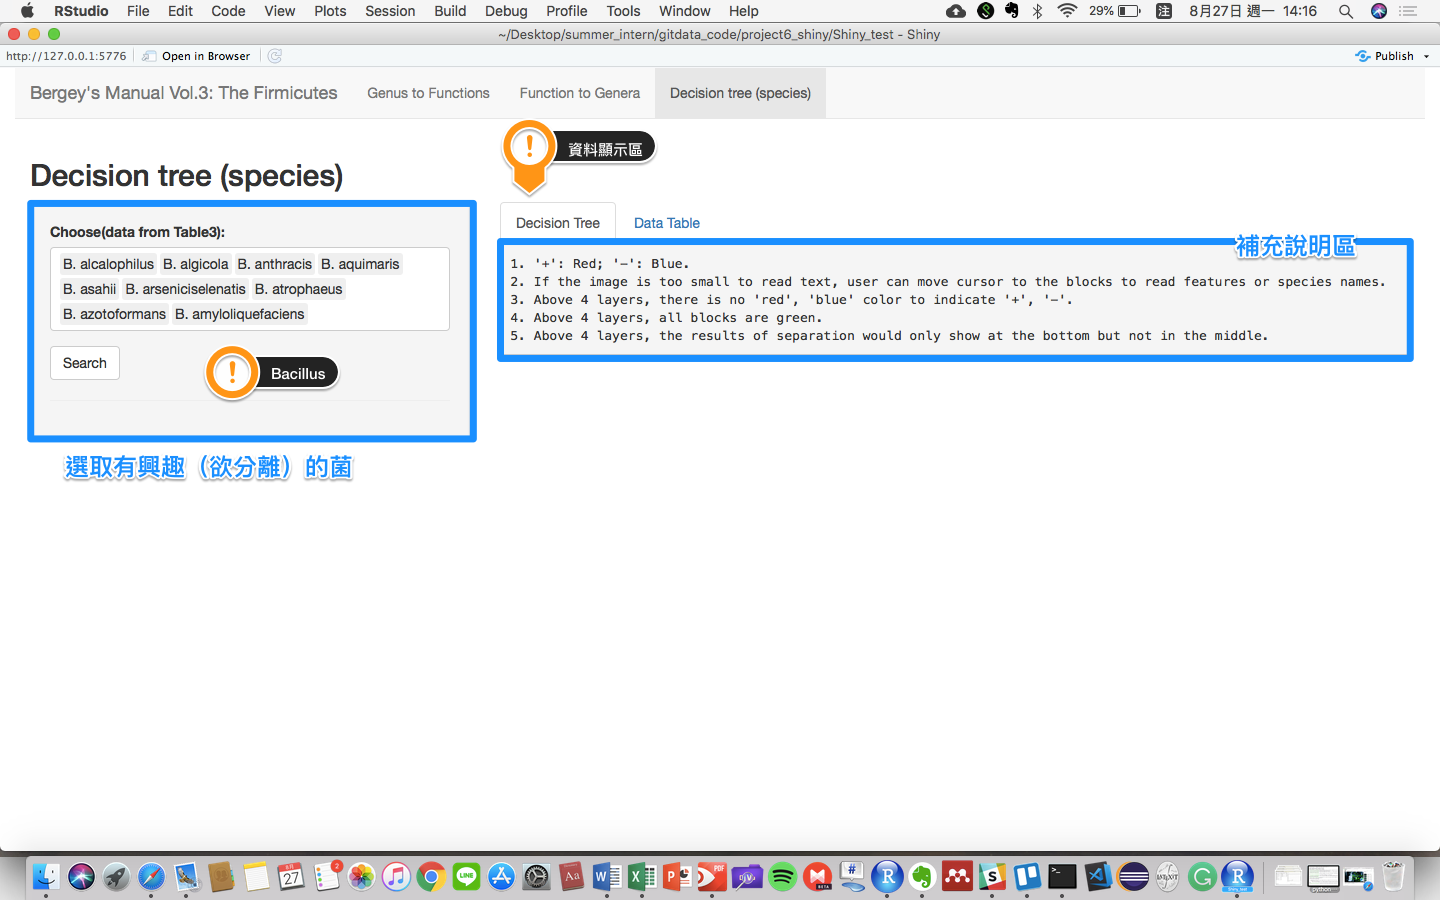 RStudio File Edit Code View Plots Session Build Debug Profile Tools Window Help 29% 注 8月27日 週一 14:16
~/Desktop/summer_intern/gitdata_code/project6_shiny/Shiny_test - Shiny
http://127.0.0.1:5776 Open in Browser Publish
Bergey's Manual Vol.3: The Firmicutes Genus to Functions Function to Genera Decision tree (species)
資料顯示區
Decision tree (species)
Choose(data from Table3):
B. alcalophilus B. algicola B. anthracis B. aquimaris
B. asahii B. arseniciselenatis B. atrophaeus
B. azotoformans B. amyloliquefaciens
Search
Bacillus
選取有興趣（欲分離）的菌
Decision Tree Data Table
補充說明區
1. '+': Red; '−': Blue.
2. If the image is too small to read text, user can move cursor to the blocks to read features or species names.
3. Above 4 layers, there is no 'red', 'blue' color to indicate '+', '−'.
4. Above 4 layers, all blocks are green.
5. Above 4 layers, the results of separation would only show at the bottom but not in the middle.
27
2
LINE
Aa
W
X
P
PDF
BETA
#
R
S
G
R